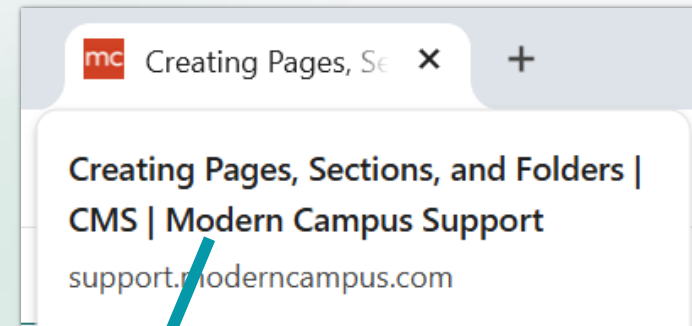 mc Creating Pages, Se
Creating Pages, Sections, and Folders |
CMS | Modern Campus Support
support.moderncampus.com